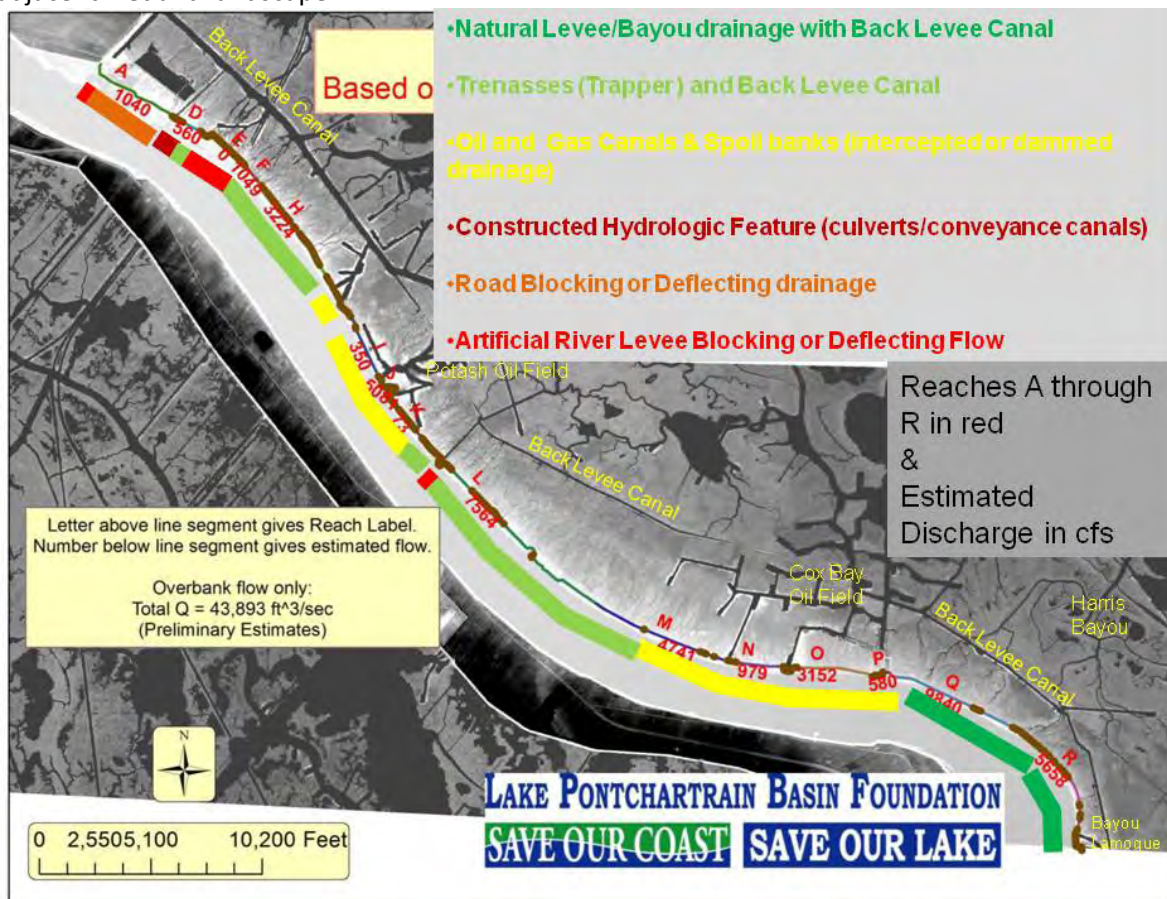 Based o
•Natural Levee/Bayou drainage with Back Levee Canal
•Trenasses (Trapper) and Back Levee Canal
•Oil and Gas Canals & Spoil banks (intercepted or dammed
drainage)
•Constructed Hydrologic Feature (culverts/conveyance canals)
•Road Blocking or Deflecting drainage
•Artificial River Levee Blocking or Deflecting Flow
Reaches A through
R in red
&
Estimated
Discharge in cfs
Back Levee Canal
A
1040
D
560
E
0
F
1049
H
3224
I
350
J
K
Potash Oil Field
L
7564
Back Levee Canal
Cox Bay
Oil Field
M
4741
N
979
O
3152
P
580
Q
9840
R
5658
Back Levee Canal
Harris
Bayou
Bayou
Lamoque
Letter above line segment gives Reach Label.
Number below line segment gives estimated flow.
Overbank flow only:
Total Q = 43,893 ft^3/sec
(Preliminary Estimates)
N
0 2,5505,100 10,200 Feet
LAKE PONTCHARTRAIN BASIN FOUNDATION
SAVE OUR COAST SAVE OUR LAKE